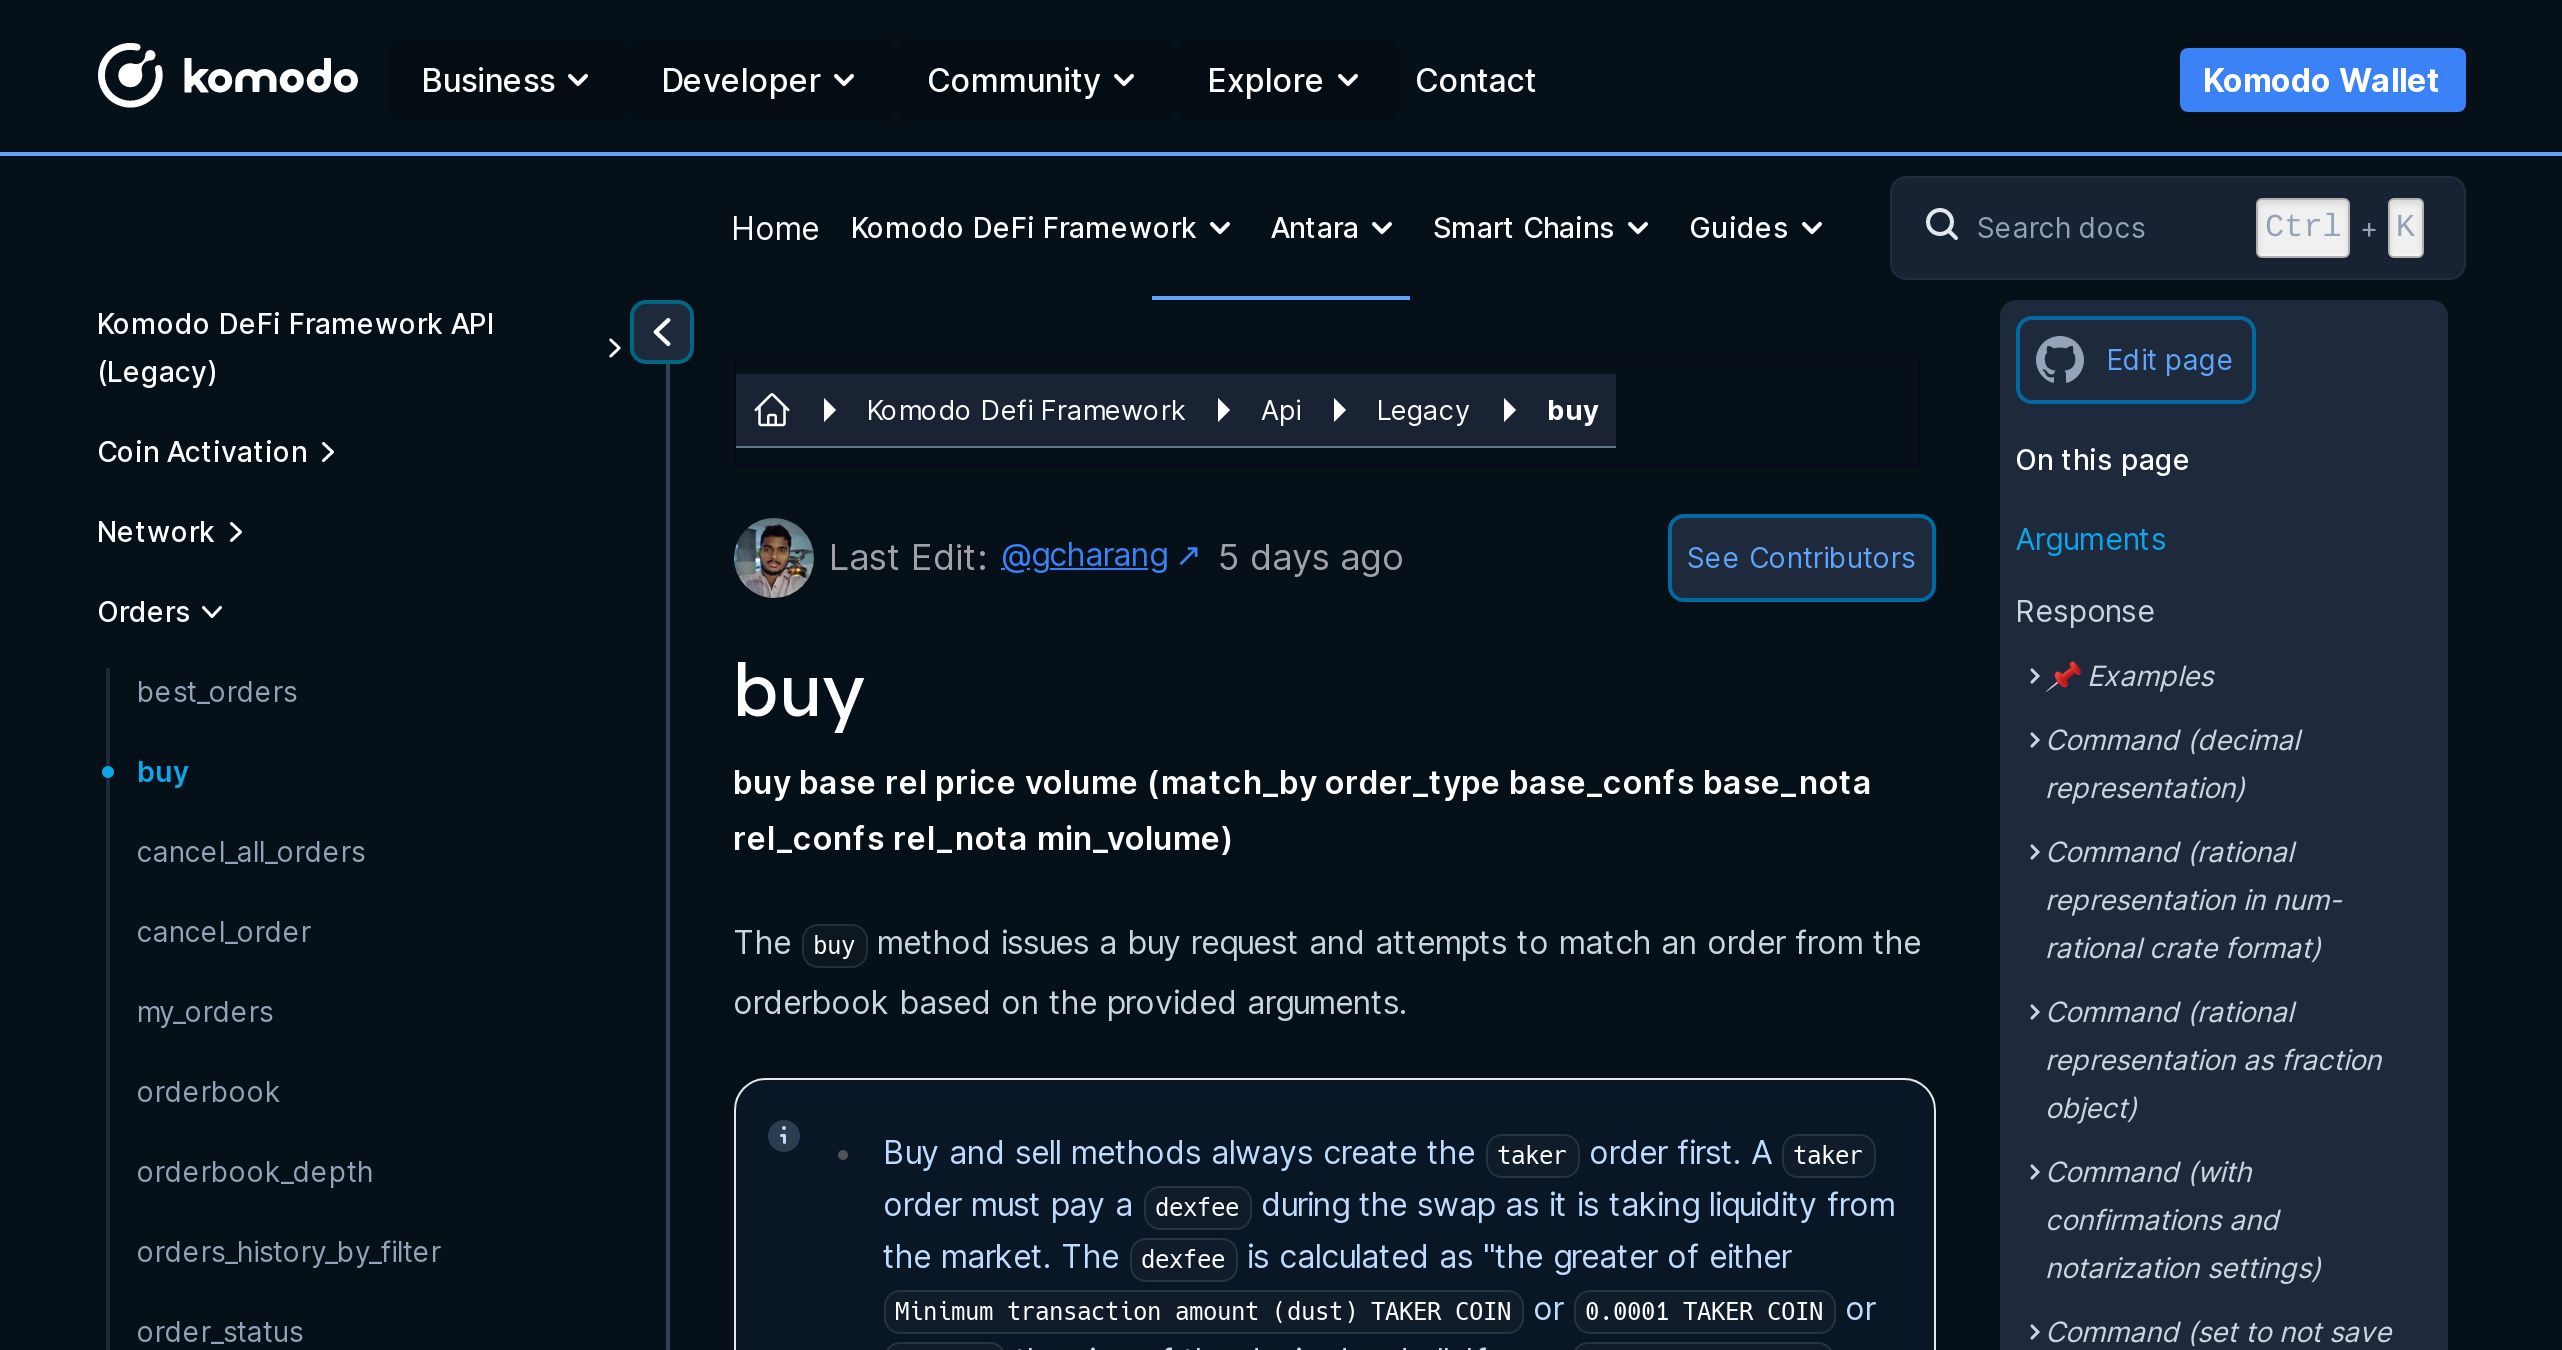 komodo
Business
Developer
Community
Explore
Contact
Komodo Wallet
Home
Komodo DeFi Framework
Antara
Smart Chains
Guides
Search docs
Ctrl + K
Komodo DeFi Framework API
(Legacy)
Coin Activation
Network
Orders
best_orders
buy
cancel_all_orders
cancel_order
my_orders
orderbook
orderbook_depth
orders_history_by_filter
order_status
Komodo Defi Framework
Api
Legacy
buy
Last Edit: @gcharang ↗ 5 days ago
See Contributors
buy
buy base rel price volume (match_by order_type base_confs base_nota
rel_confs rel_nota min_volume)
The buy method issues a buy request and attempts to match an order from the
orderbook based on the provided arguments.
Buy and sell methods always create the taker order first. A taker
order must pay a dexfee during the swap as it is taking liquidity from
the market. The dexfee is calculated as "the greater of either
Minimum transaction amount (dust) TAKER COIN or 0.0001 TAKER COIN or
Edit page
On this page
Arguments
Response
📌 Examples
Command (decimal
representation)
Command (rational
representation in num-
rational crate format)
Command (rational
representation as fraction
object)
Command (with
confirmations and
notarization settings)
Command (set to not save